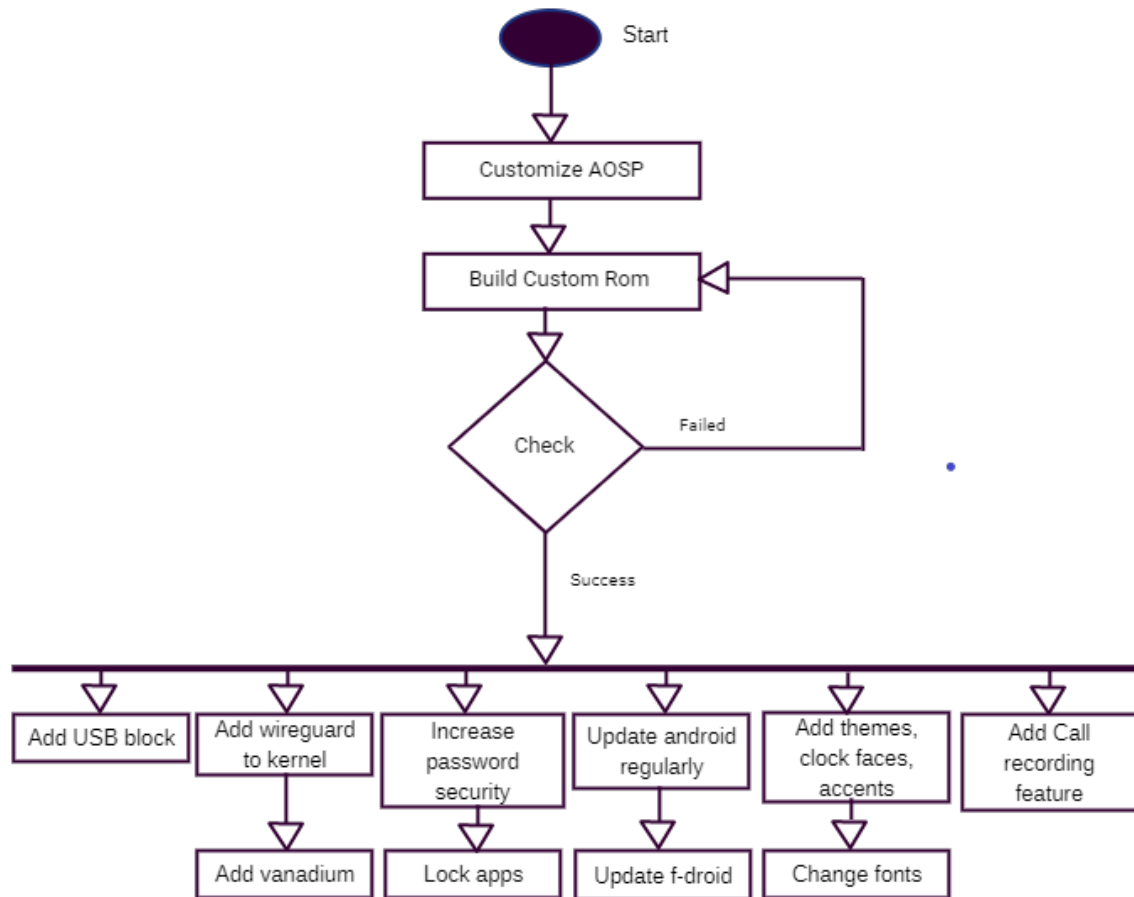 Start
Customize AOSP
Build Custom Rom
Check
Failed
Success
Add USB block
Add wireguard
to kernel
Increase
password
security
Update android
regularly
Add themes,
clock faces,
accents
Add Call
recording
feature
Add vanadium
Lock apps
Update f-droid
Change fonts